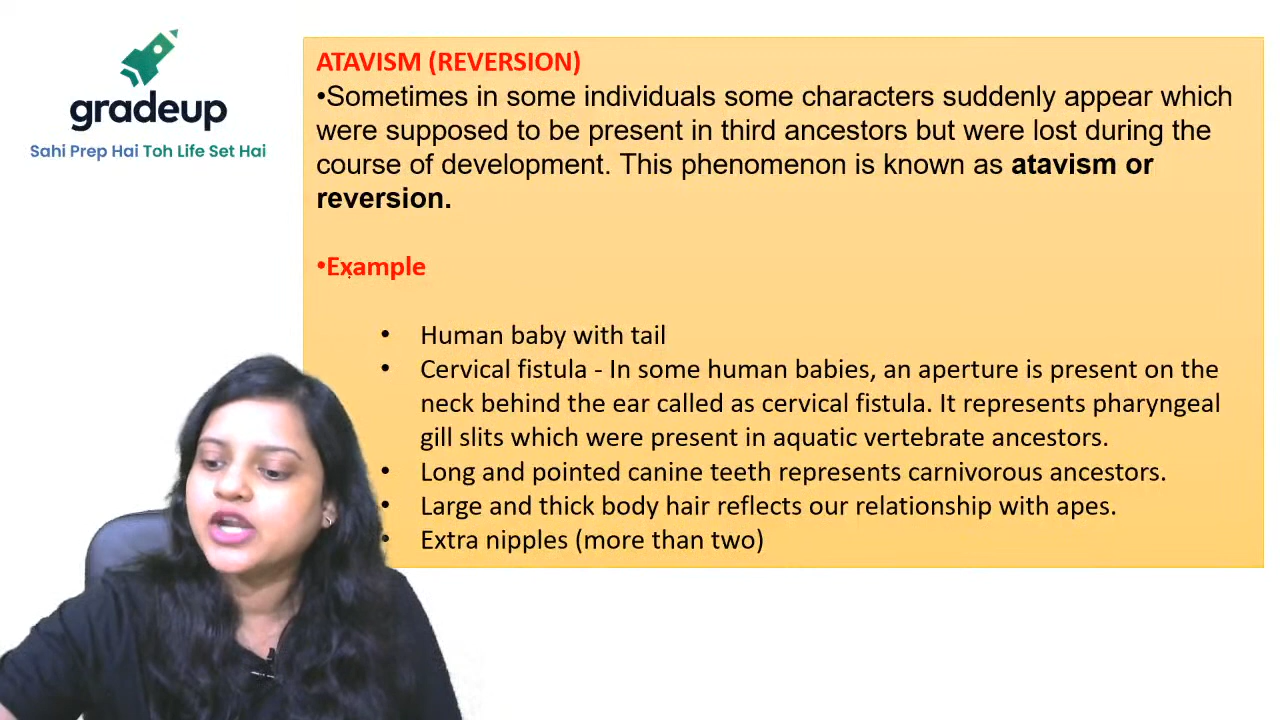 gradeup
Sahi Prep Hai Toh Life Set Hai
ATAVISM (REVERSION)
•Sometimes in some individuals some characters suddenly appear which
were supposed to be present in third ancestors but were lost during the
course of development. This phenomenon is known as atavism or
reversion.
•Example
• Human baby with tail
• Cervical fistula - In some human babies, an aperture is present on the
neck behind the ear called as cervical fistula. It represents pharyngeal
gill slits which were present in aquatic vertebrate ancestors.
• Long and pointed canine teeth represents carnivorous ancestors.
• Large and thick body hair reflects our relationship with apes.
• Extra nipples (more than two)